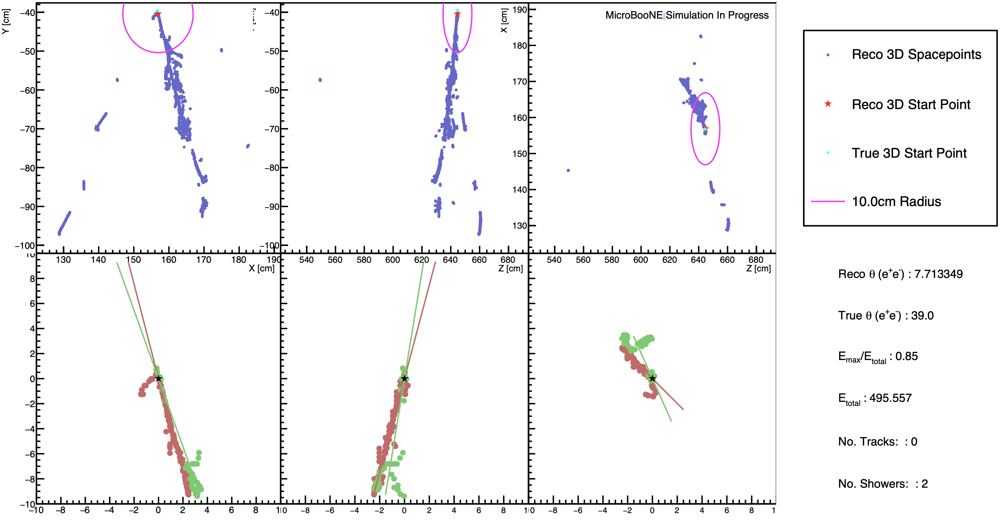 Y [cm]
−40
−50
−60
−70
−80
−90
−100
130 140 150 160 170 180 190
X [cm]
−40
−50
−60
−70
−80
−90
−100
540 560 580 600 620 640 660 680
Z [cm]
X [cm]
MicroBooNE Simulation In Progress
190
180
170
160
150
140
130
540 560 580 600 620 640 660 680
Z [cm]
Reco 3D Spacepoints
Reco 3D Start Point
True 3D Start Point
10.0cm Radius
10
8
6
4
2
0
−2
−4
−6
−8
−10
−10 −8 −6 −4 −2 0 2 4 6 8
−8 −6 −4 −2 0 2 4 6 8
−8 −6 −4 −2 0 2 4 6 8
Reco θ (e⁺e⁻) : 7.713349
True θ (e⁺e⁻) : 39.0
Emax/Etotal : 0.85
Etotal : 495.557
No. Tracks: : 0
No. Showers: : 2